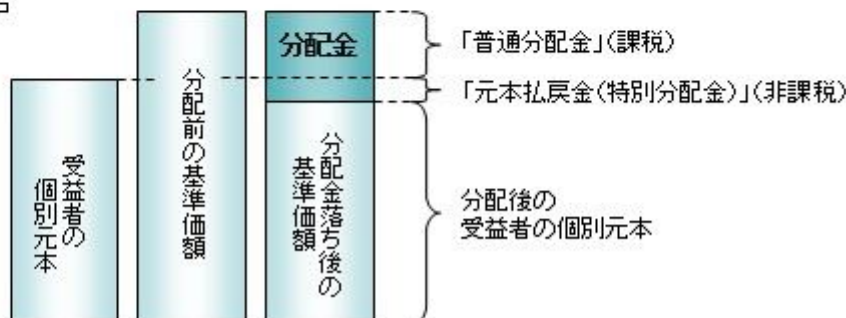 分配金
「普通分配金」(課税)
「元本払戻金(特別分配金)」(非課税)
受益者の
個別元本
分配前の基準価額
分配金落ち後の
基準価額
分配後の
受益者の個別元本